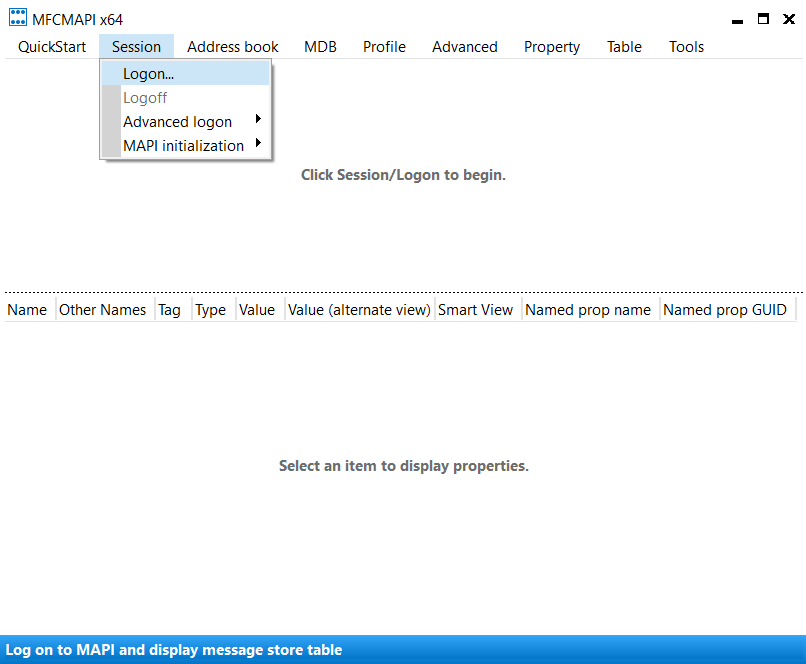 MFCMAPI x64
QuickStart Session Address book MDB Profile Advanced Property Table Tools
Logon...
Logoff
Advanced logon
MAPI initialization
Click Session/Logon to begin.
Name Other Names Tag Type Value Value (alternate view) Smart View Named prop name Named prop GUID
Select an item to display properties.
Log on to MAPI and display message store table